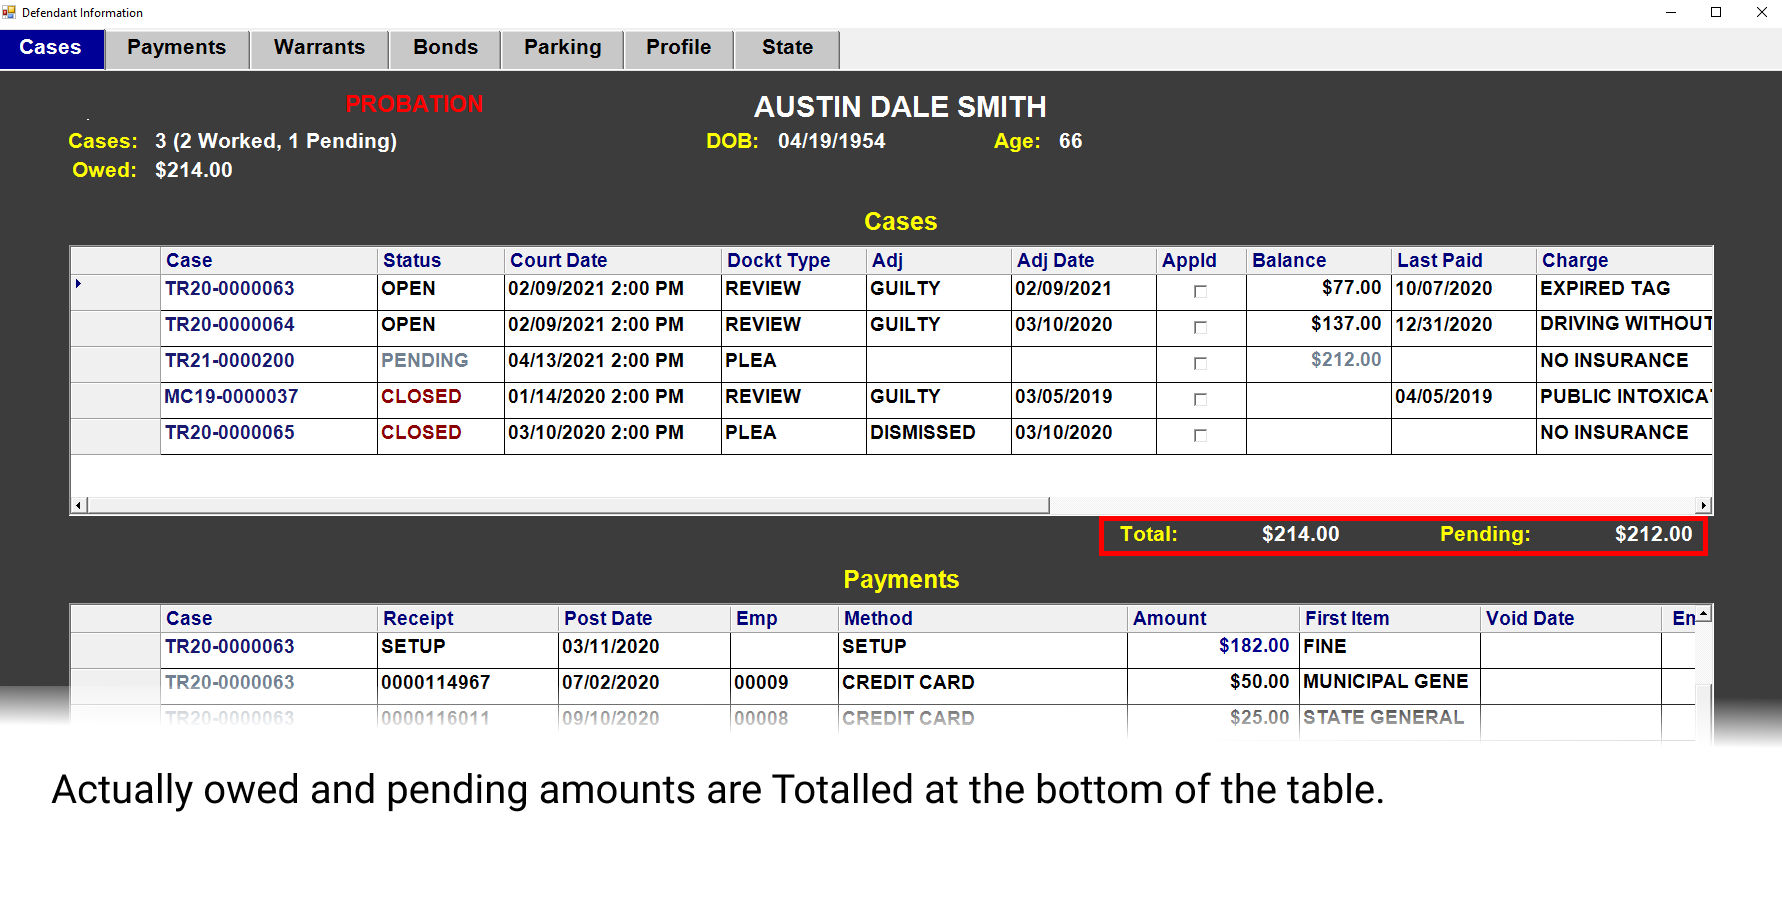 Defendant Information
Cases Payments Warrants Bonds Parking Profile State
PROBATION AUSTIN DALE SMITH
Cases: 3 (2 Worked, 1 Pending) DOB: 04/19/1954 Age: 66
Owed: $214.00
Cases
Case Status Court Date Dockt Type Adj Adj Date Appld Balance Last Paid Charge
TR20-0000063 OPEN 02/09/2021 2:00 PM REVIEW GUILTY 02/09/2021 $77.00 10/07/2020 EXPIRED TAG
TR20-0000064 OPEN 02/09/2021 2:00 PM REVIEW GUILTY 03/10/2020 $137.00 12/31/2020 DRIVING WITHOUT
TR21-0000200 PENDING 04/13/2021 2:00 PM PLEA $212.00 NO INSURANCE
MC19-0000037 CLOSED 01/14/2020 2:00 PM REVIEW GUILTY 03/05/2019 04/05/2019 PUBLIC INTOXICA
TR20-0000065 CLOSED 03/10/2020 2:00 PM PLEA DISMISSED 03/10/2020 NO INSURANCE
Total: $214.00 Pending: $212.00
Payments
Case Receipt Post Date Emp Method Amount First Item Void Date En
TR20-0000063 SETUP 03/11/2020 SETUP $182.00 FINE
TR20-0000063 0000114967 07/02/2020 00009 CREDIT CARD $50.00 MUNICIPAL GENE
TR20-0000063 0000116011 09/10/2020 00008 CREDIT CARD $25.00 STATE GENERAL
Actually owed and pending amounts are Totalled at the bottom of the table.